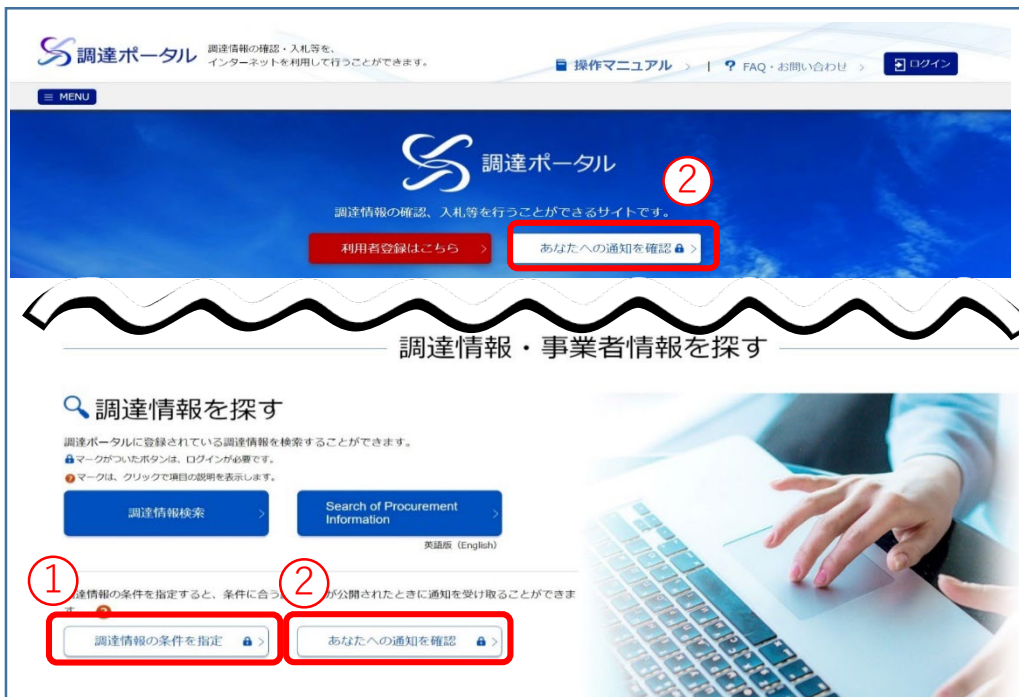 調達ポータル
調達情報の確認・入札等を、
インターネットを利用して行うことができます。
操作マニュアル > | ? FAQ・お問い合わせ > ログイン
≡ MENU
調達ポータル
②
調達情報の確認、入札等を行うことができるサイトです。
利用者登録はこちら > あなたへの通知を確認 >
調達情報・事業者情報を探す
調達情報を探す
調達ポータルに登録されている調達情報を検索することができます。
マークがついたボタンは、ログインが必要です。
?マークは、クリックで項目の説明を表示します。
調達情報検索 >
Search of Procurement
Information >
英語版（English）
① ②
達情報の条件を指定すると、条件に合う が公開されたときに通知を受け取ることができま
す。 ?
調達情報の条件を指定 > あなたへの通知を確認 >